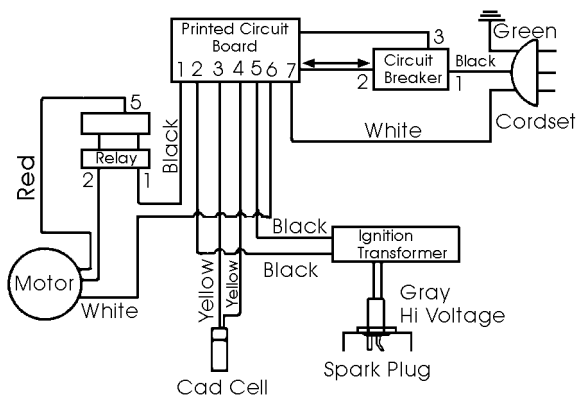 Printed Circuit
Board
1 2 3 4 5 6 7
3
Green
Circuit
Breaker
Black
2
1
Cordset
White
5
Relay
2
1
Black
Red
Motor
White
Yellow
Yellow
Black
Black
Ignition
Transformer
Gray
Hi Voltage
Spark Plug
Cad Cell